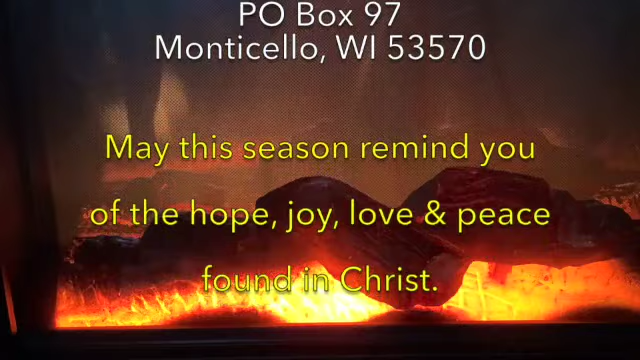 PO Box 97
Monticello, WI 53570
May this season remind you
of the hope, joy, love & peace
found in Christ.